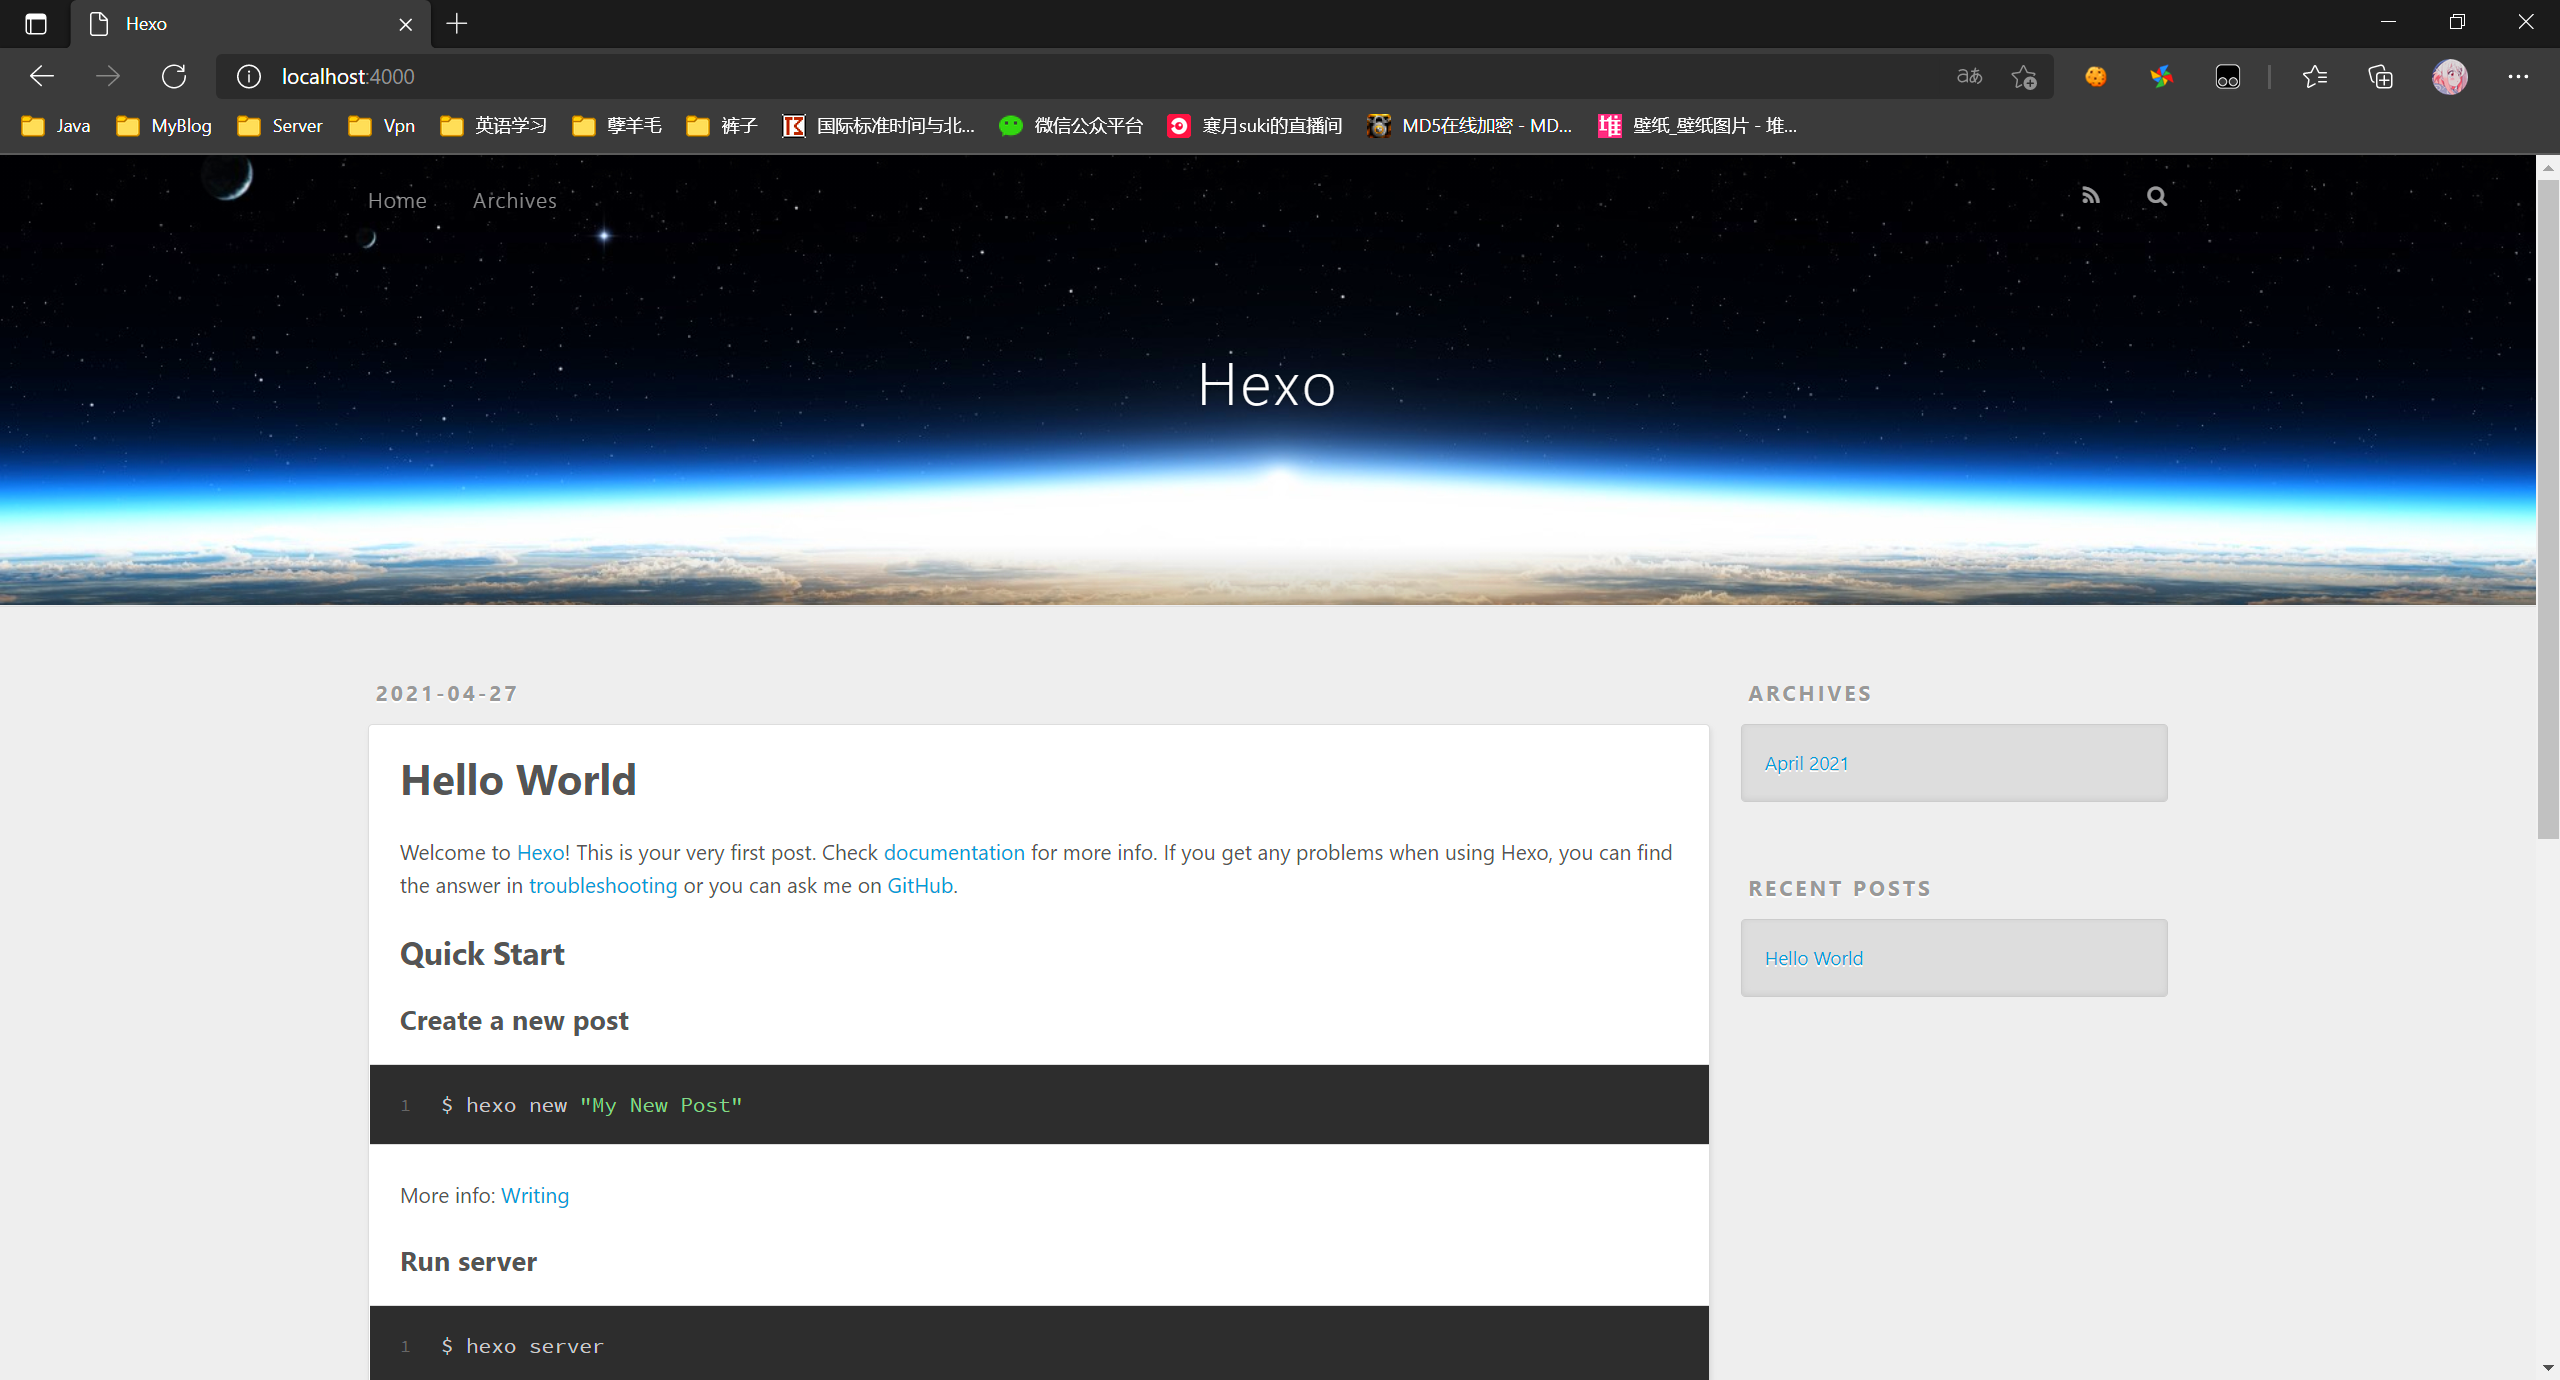 Hexo
localhost:4000
aあ
Java MyBlog Server Vpn 英语学习 孽羊毛 裤子 国际标准时间与北... 微信公众平台 寒月suki的直播间 MD5在线加密 - MD... 壁纸_壁纸图片 - 堆...
Home Archives
Hexo
2021-04-27
Hello World
Welcome to Hexo! This is your very first post. Check documentation for more info. If you get any problems when using Hexo, you can find
the answer in troubleshooting or you can ask me on GitHub.
Quick Start
Create a new post
1 $ hexo new "My New Post"
More info: Writing
Run server
1 $ hexo server
ARCHIVES
April 2021
RECENT POSTS
Hello World